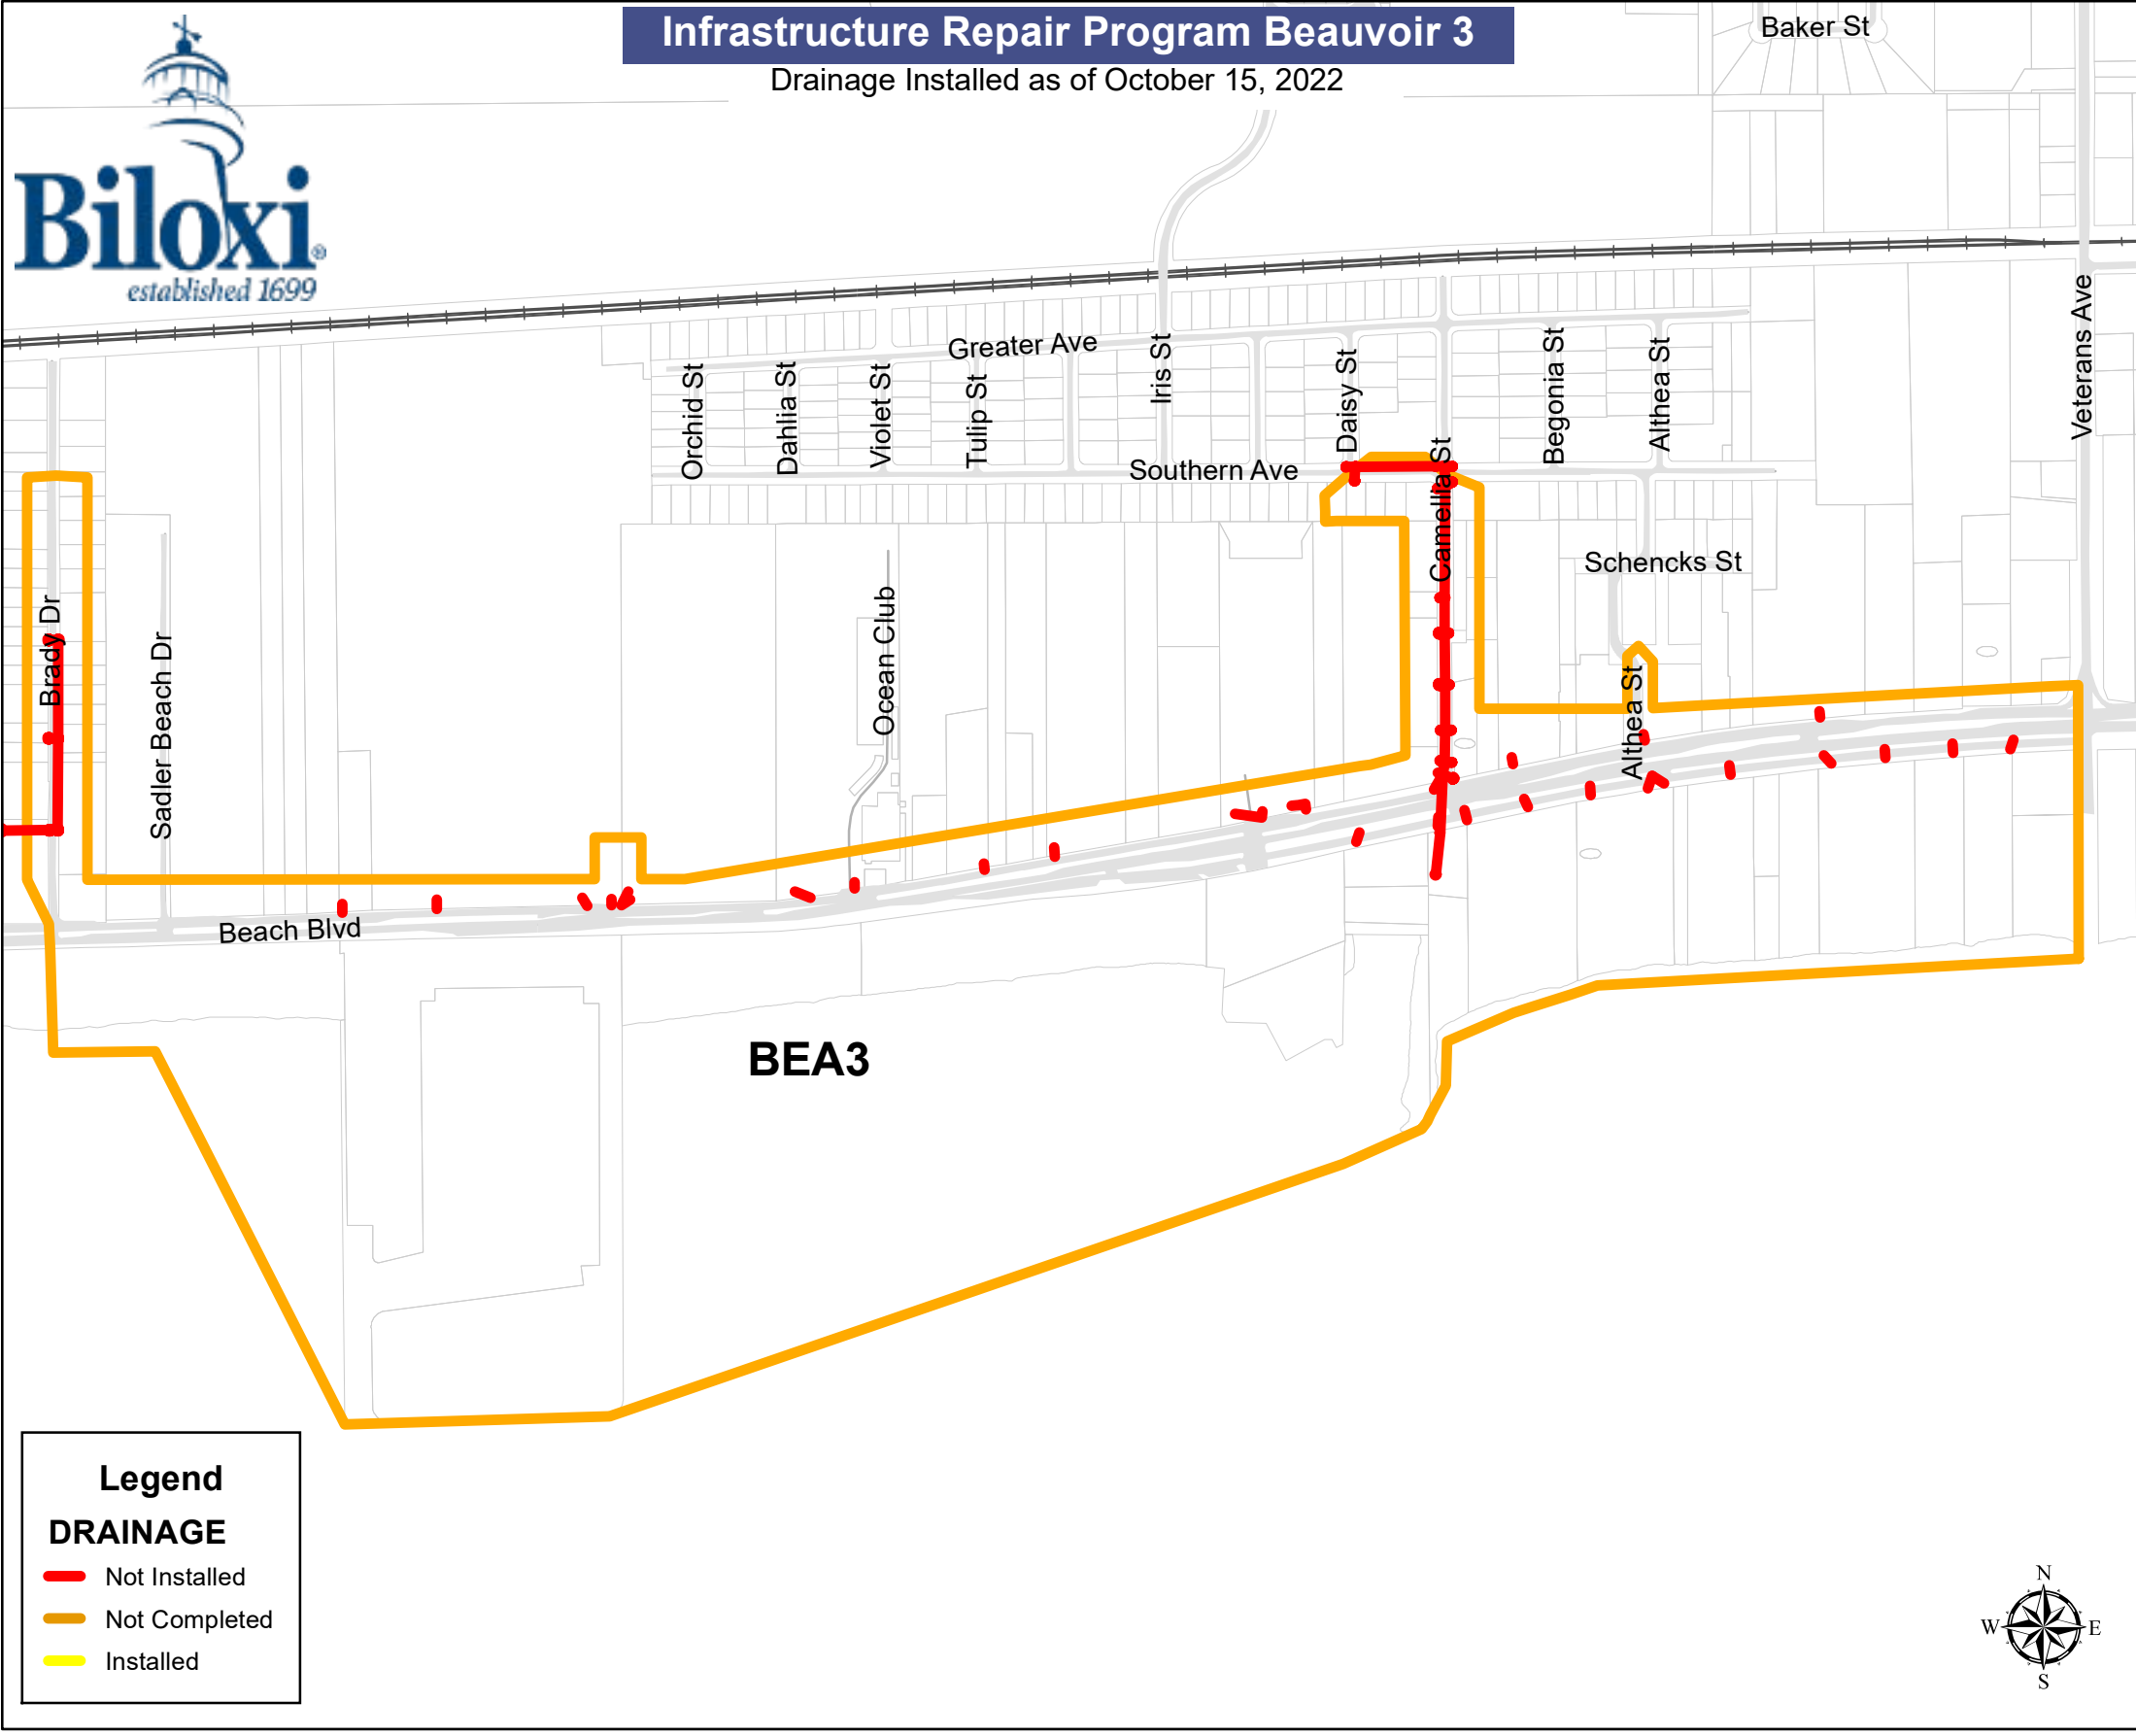 Infrastructure Repair Program Beauvoir 3
Drainage Installed as of October 15, 2022
Baker St
Biloxi®
established 1699
Veterans Ave
Greater Ave
Iris St
Orchid St
Dahlia St
Violet St
Tulip St
Daisy St
Begonia St
Althea St
Southern Ave
Camellia St
Schencks St
Brady Dr
Sadler Beach Dr
Ocean Club
Althea St
Beach Blvd
BEA3
Legend
DRAINAGE
Not Installed
Not Completed
Installed
N
W E
S